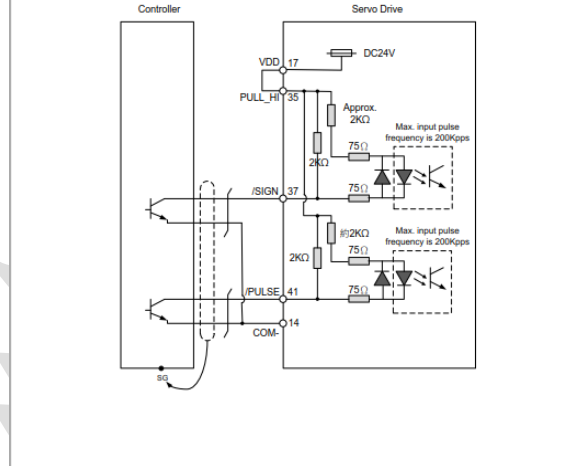 Controller
Servo Drive
VDD 17
DC24V
PULL_HI 35
Approx.
2KΩ
Max. input pulse
frequency is 200Kpps
75Ω
2KΩ
/SIGN 37
75Ω
約2KΩ
Max. input pulse
frequency is 200Kpps
75Ω
2KΩ
/PULSE 41
75Ω
14
COM-
SG